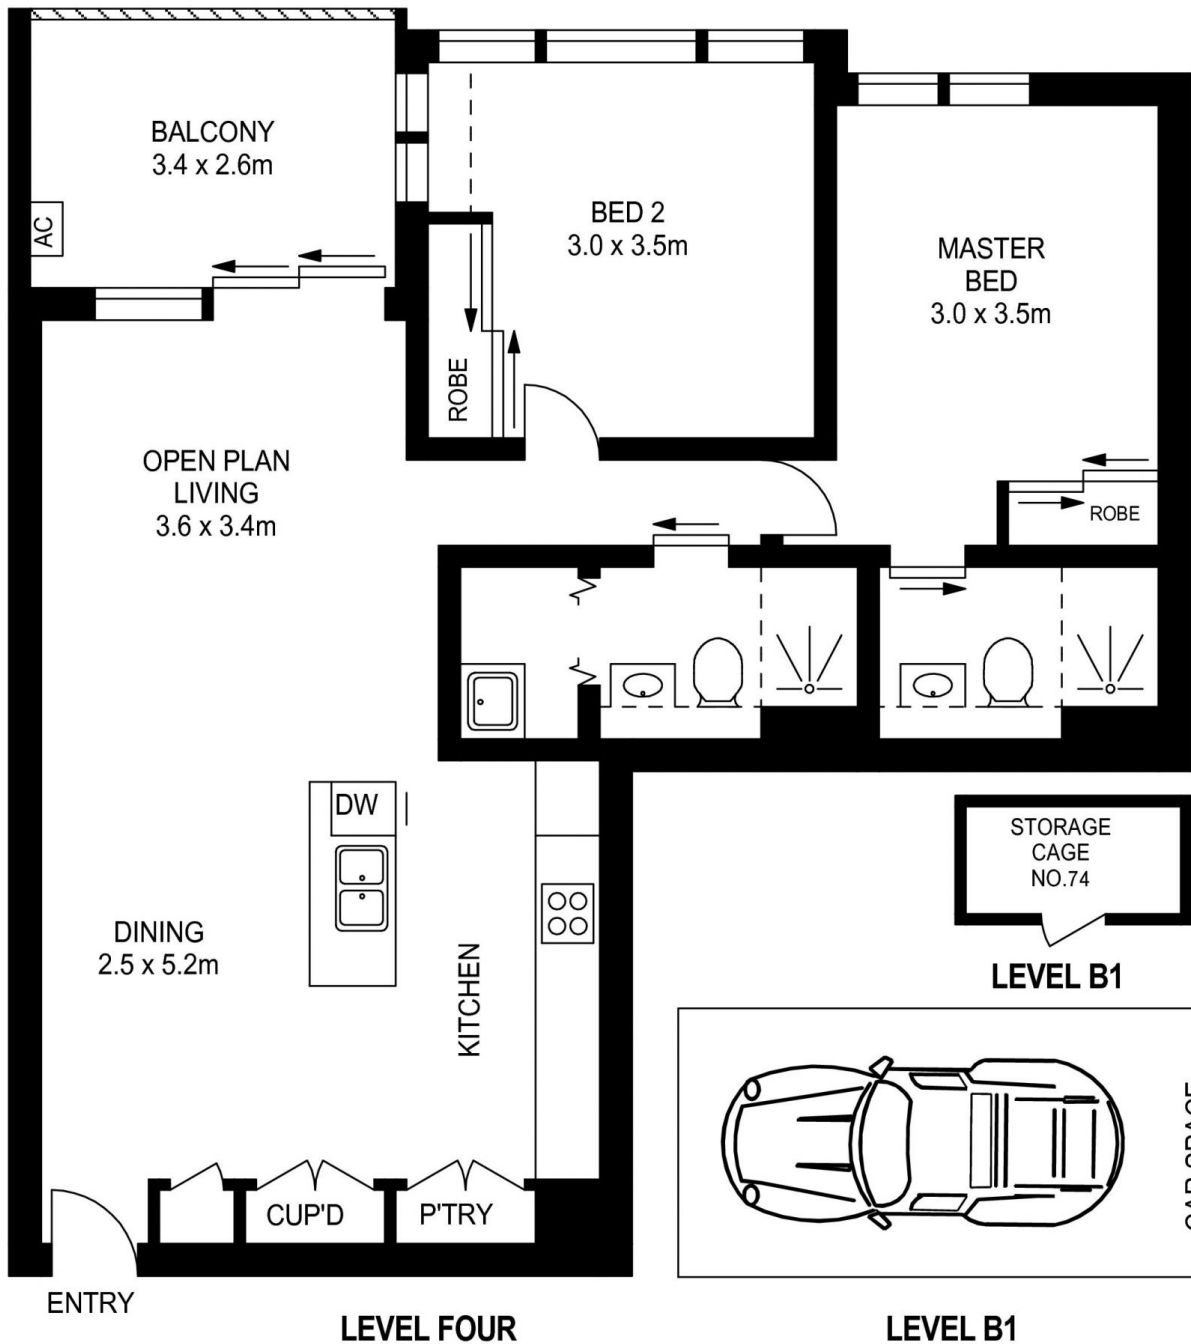 BALCONY
3.4 x 2.6m
AC
BED 2
3.0 x 3.5m
MASTER
BED
3.0 x 3.5m
ROBE
OPEN PLAN
LIVING
3.6 x 3.4m
ROBE
DW
STORAGE
CAGE
NO.74
DINING
2.5 x 5.2m
KITCHEN
LEVEL B1
CAR SPACE
CUP'D
P'TRY
ENTRY
LEVEL FOUR
LEVEL B1